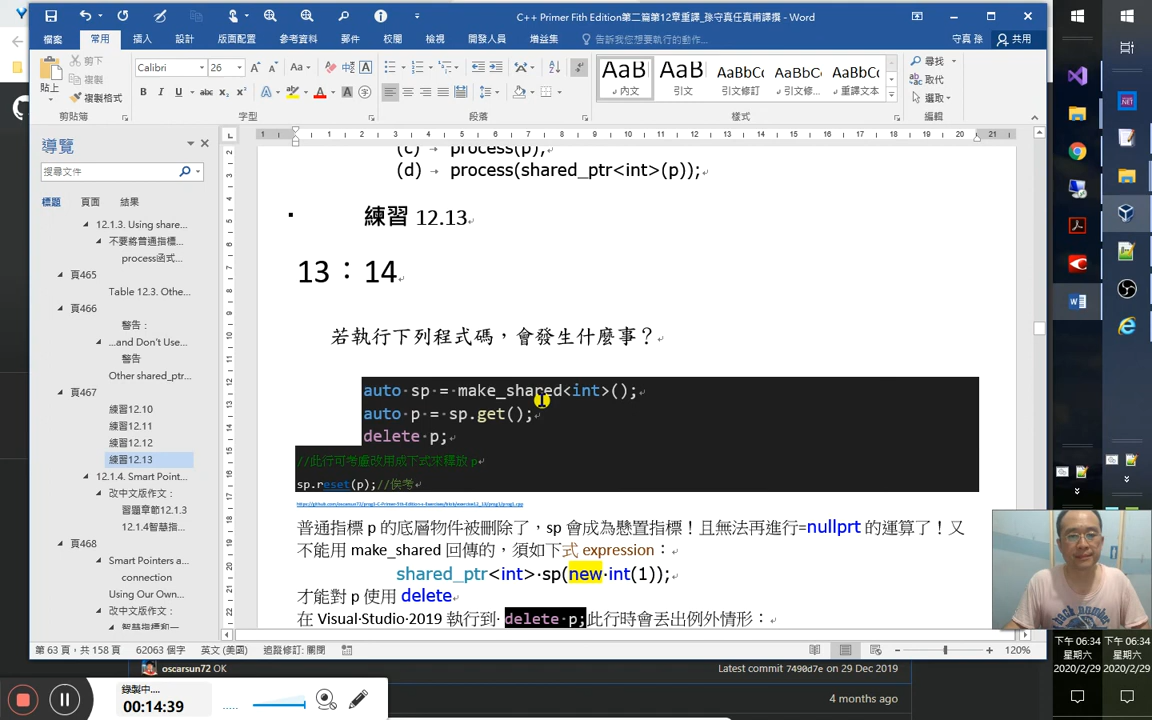 C++ Primer Fith Edition第二篇第12章重譯_孫守真任真甫譯撰 - Word
檔案 常用 插入 設計 版面配置 參考資料 郵件 校閱 檢視 開發人員 增益集 告訴我您想要執行的動作... 守真 孫 共用
貼上 剪下
複製
複製格式
Calibri 26
AaBbC AaBbC AaBbCc AaBbCc AaBbCc
內文 引文 引文修訂 引文修... 重譯文本
尋找
取代
選取
剪貼簿 字型 段落 樣式 編輯
導覽
搜尋文件
標題 頁面 結果
12.1.3. Using share...
不要將普通指標...
process函式...
頁465
Table 12.3. Othe...
頁466
警告：
...and Don't Use...
警告
Other shared_ptr...
頁467
練習12.10
練習12.11
練習12.12
練習12.13
12.1.4. Smart Point...
改中文版作文：
習題章節12.1.3
12.1.4智慧指...
頁468
Smart Pointers a...
connection
Using Our Own...
改中文版作文：
智慧指標和一
(c) → process(p);
(d) → process(shared_ptr<int>(p));
練習 12.13
13：14
若執行下列程式碼，會發生什麼事？
auto sp = make_shared<int>();
auto p = sp.get();
delete p;
//此行可考慮改用成下式來釋放 p
sp.reset(p);//俟考
普通指標 p 的底層物件被刪除了，sp 會成為懸置指標！且無法再進行=nullprt 的運算了！又
不能用 make_shared 回傳的，須如下式 expression：
shared_ptr<int> sp(new int(1));
才能對 p 使用 delete
在 Visual Studio 2019 執行到 delete p;此行時會丟出例外情形：
第 63 頁，共 158 頁 62063 個字 英文 (美國) 追蹤修訂: 關閉 120%
oscarsun72 OK Latest commit 7490d7e on 29 Dec 2019
4 months ago
錄製中....
00:14:39
下午 06:34
星期六
2020/2/29
下午 06:34
星期六
2020/2/29